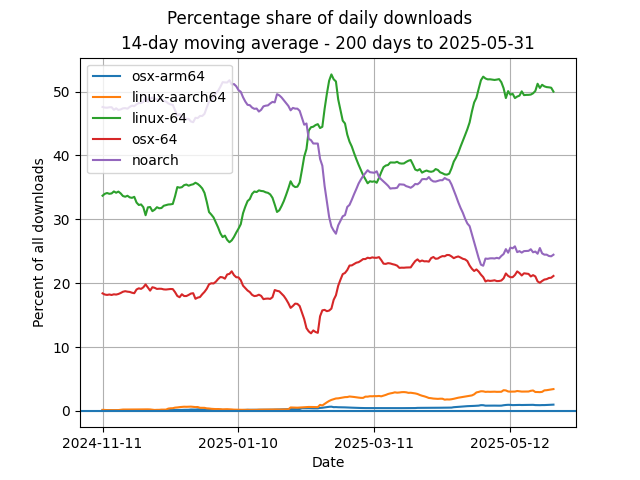 Percentage share of daily downloads
14-day moving average - 200 days to 2025-05-31
osx-arm64
linux-aarch64
linux-64
osx-64
noarch
Percent of all downloads
50
40
30
20
10
0
2024-11-11
2025-01-10
2025-03-11
2025-05-12
Date